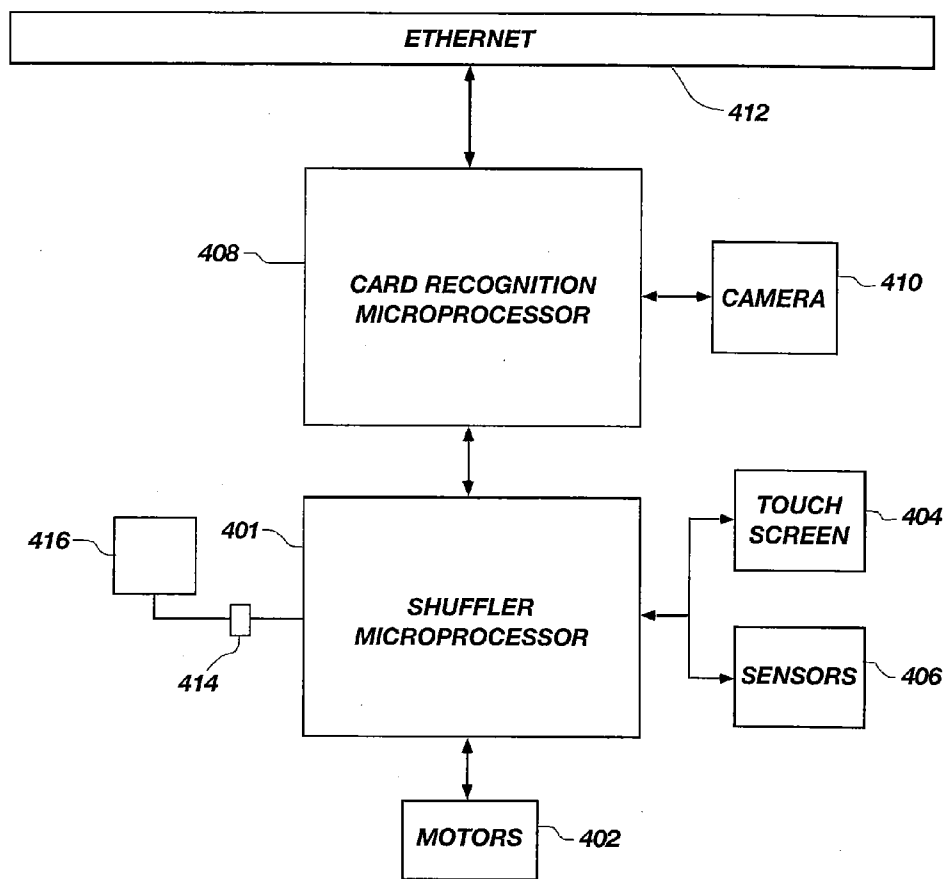 ETHERNET
412
408
CARD RECOGNITION
MICROPROCESSOR
CAMERA
410
416
401
414
SHUFFLER
MICROPROCESSOR
TOUCH
SCREEN
404
SENSORS
406
MOTORS
402